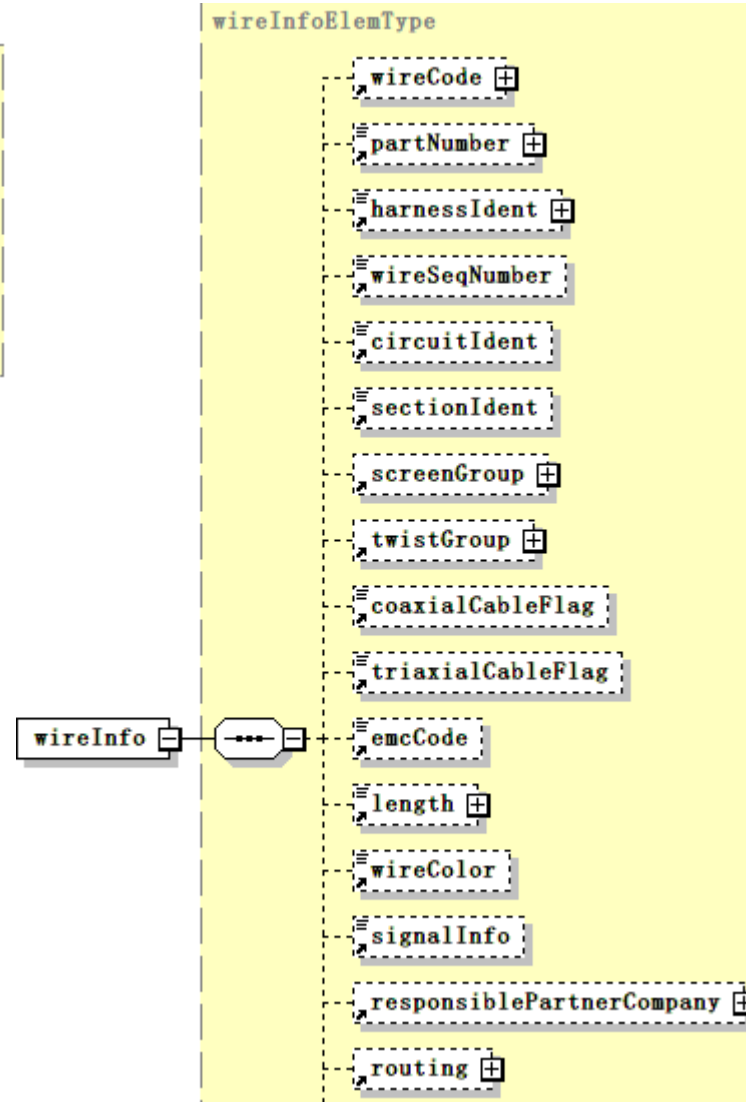 wireInfoElemType
wireCode
partNumber
harnessIdent
wireSeqNumber
circuitIdent
sectionIdent
screenGroup
twistGroup
coaxialCableFlag
triaxialCableFlag
wireInfo
emcCode
length
wireColor
signalInfo
responsiblePartnerCompany
routing